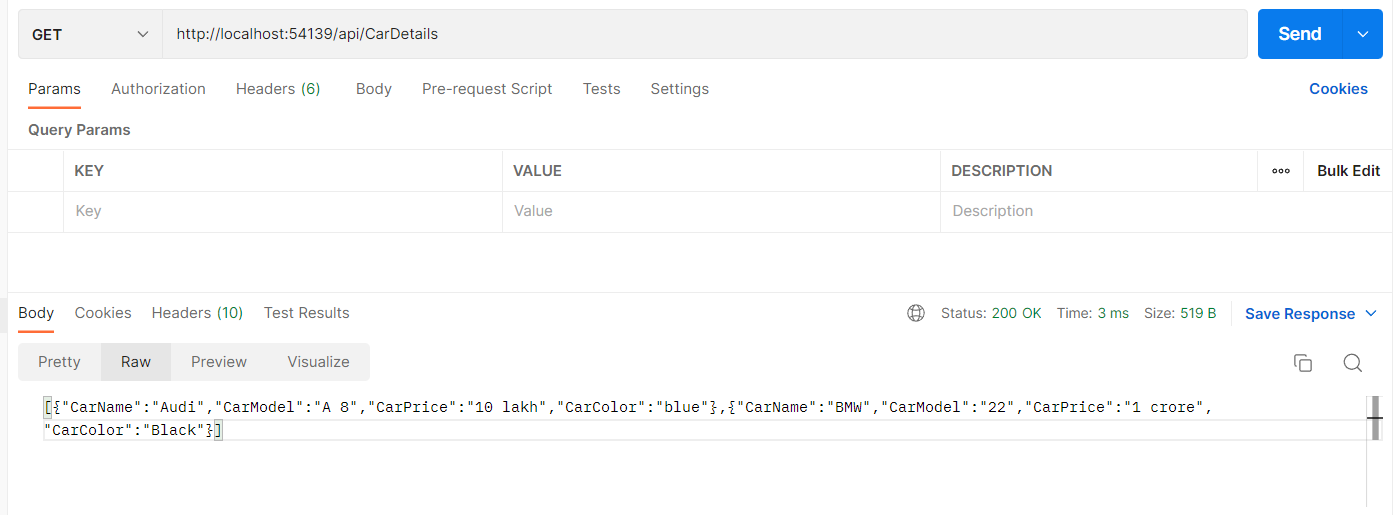 GET http://localhost:54139/api/CarDetails Send
Params Authorization Headers (6) Body Pre-request Script Tests Settings Cookies
Query Params
KEY VALUE DESCRIPTION Bulk Edit
Key Value Description
Body Cookies Headers (10) Test Results Status: 200 OK Time: 3 ms Size: 519 B Save Response
Pretty Raw Preview Visualize
[{"CarName":"Audi","CarModel":"A 8","CarPrice":"10 lakh","CarColor":"blue"},{"CarName":"BMW","CarModel":"22","CarPrice":"1 crore",
"CarColor":"Black"}]